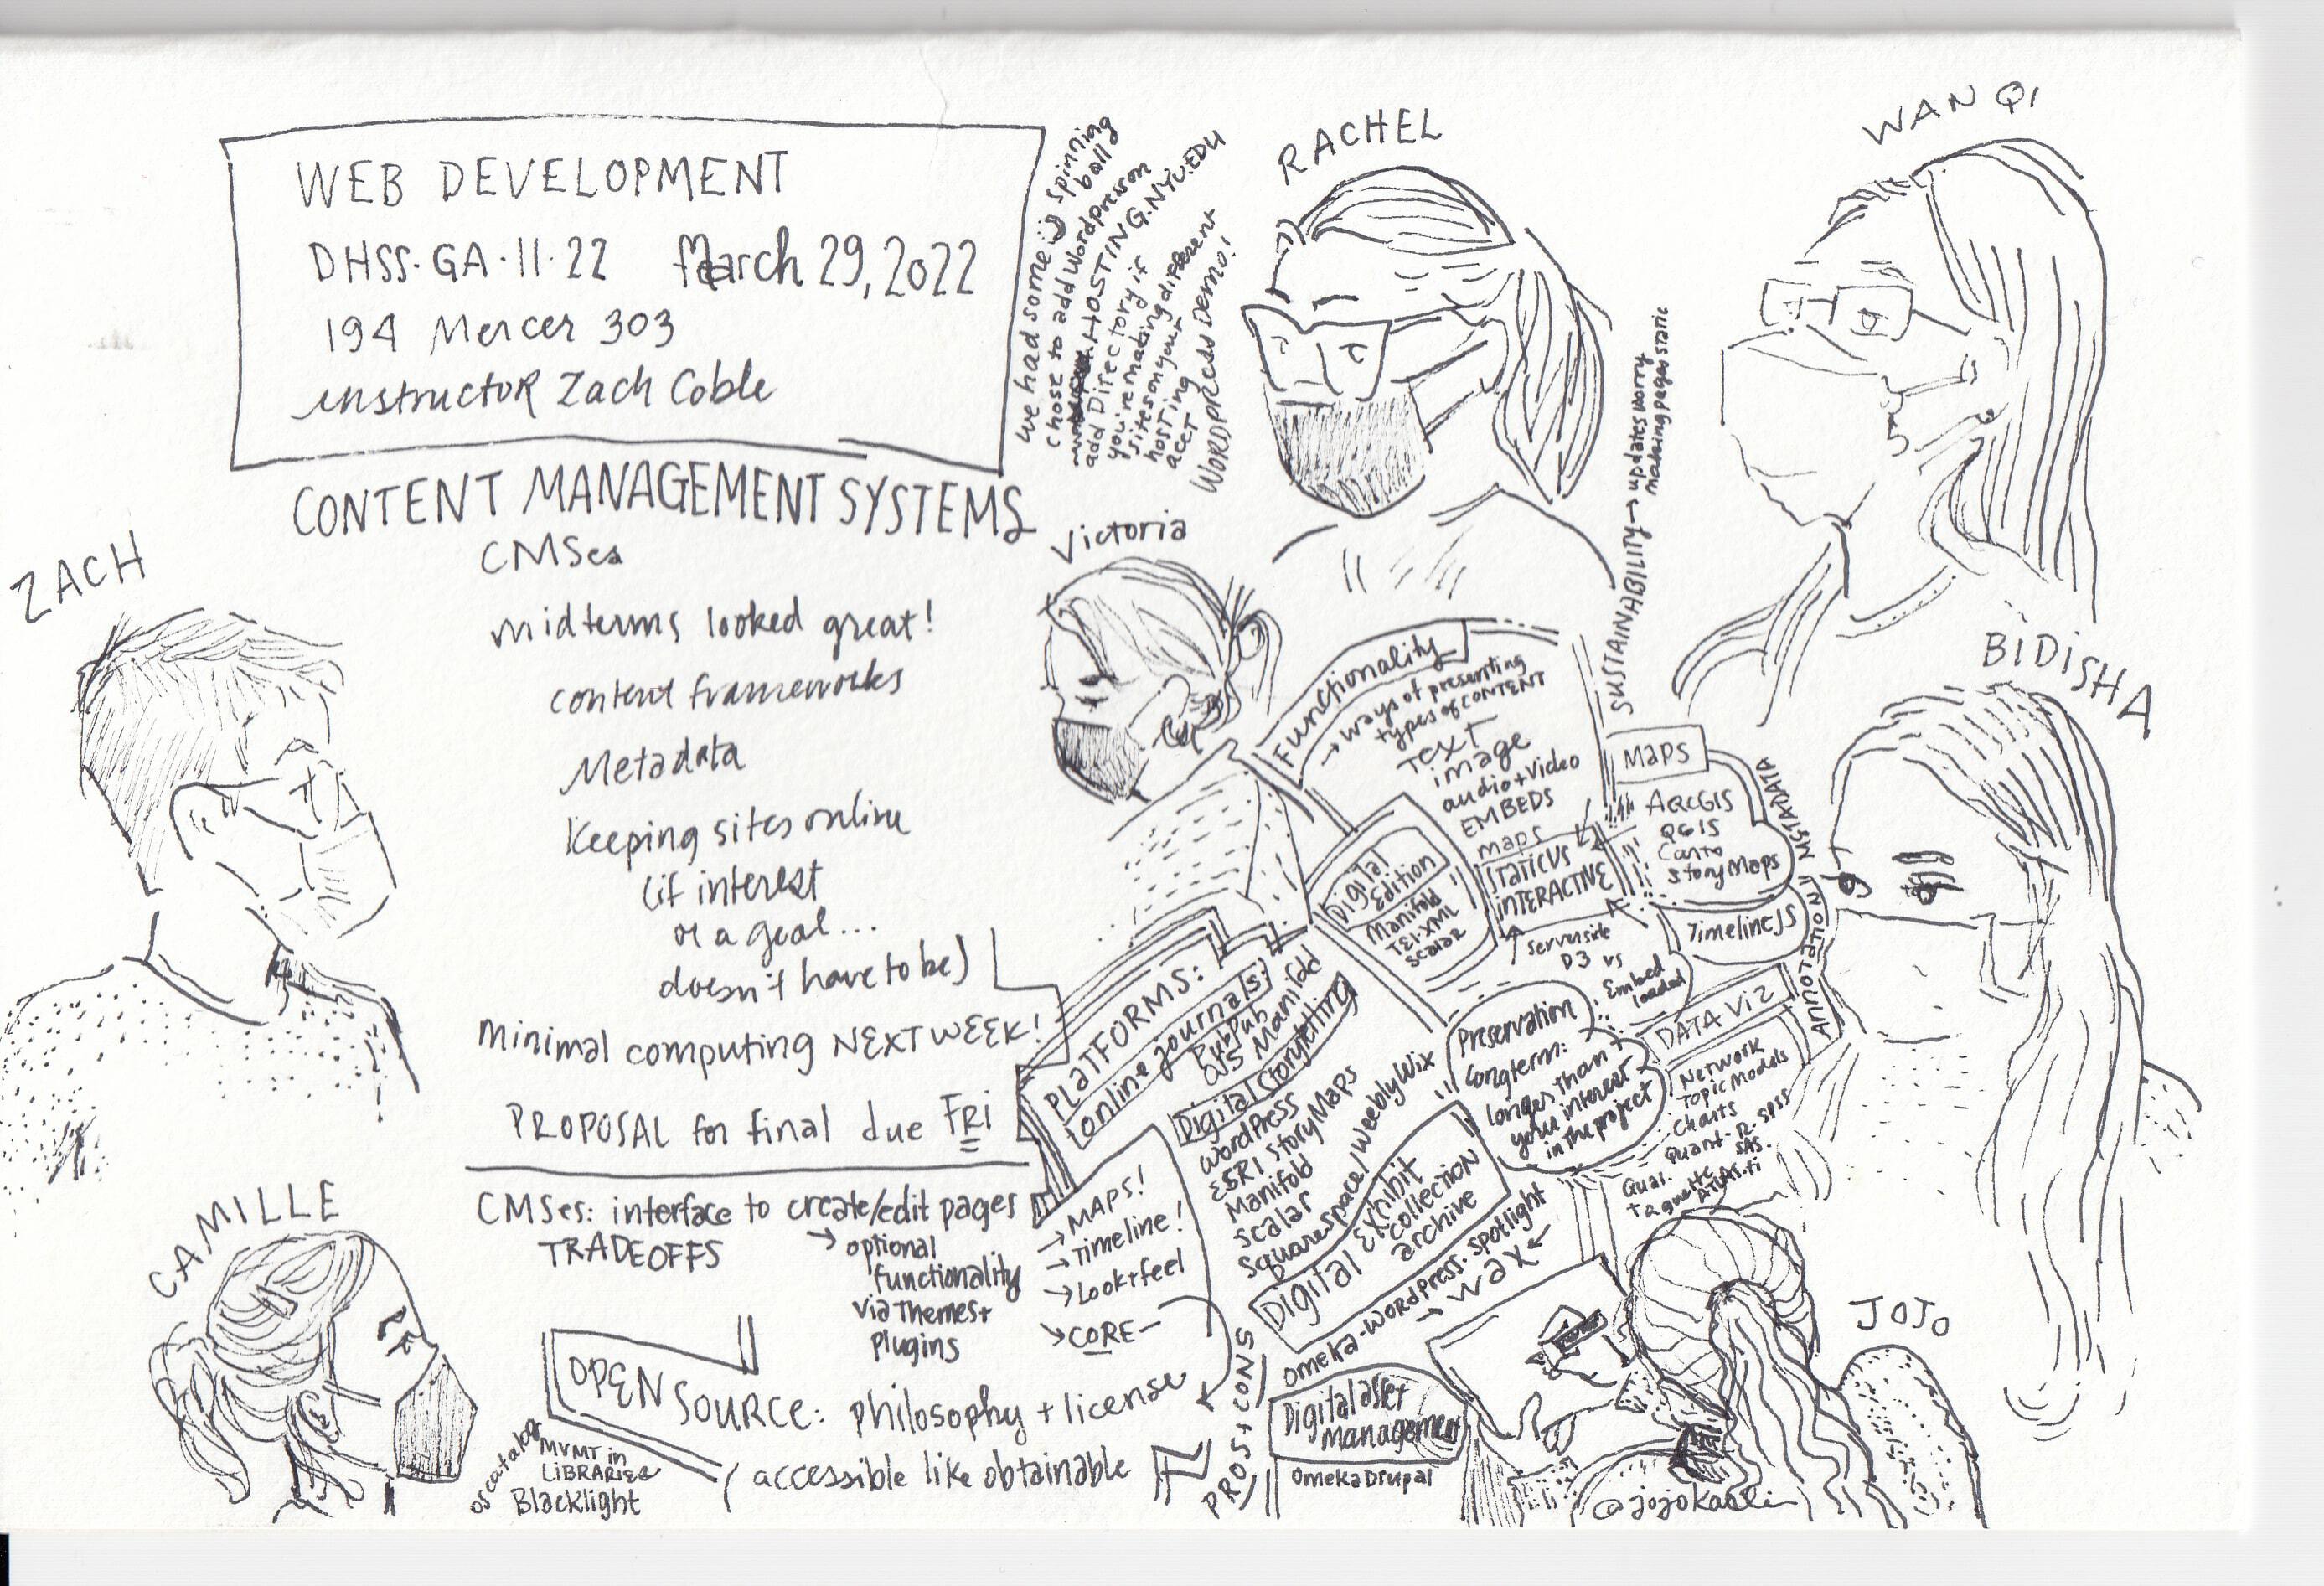 WEB DEVELOPMENT
DHSS-GA-11-22 March 29, 2022
194 Mercer 303
instructor Zach Coble
CONTENT MANAGEMENT SYSTEMS
CMSes
midterms looked great!
content frameworks
Metadata
Keeping sites online
(if interest
or a goal...
doesn't have to be)
Minimal computing NEXT WEEK!
PROPOSAL for final due FRI
CMSes: interface to create/edit pages
TRADEOFFS
→ optional
functionality
via themes+
Plugins
→ MAPS!
→ Timeline!
→ Look+feel
→ CORE—
OPEN SOURCE: philosophy + license
accessible like obtainable
OS catalog
MVMT in
LIBRARIES
Blacklight
PROS + CONS
ZACH
CAMILLE
we had some spinning
ball
chose to add Wordpress on
HOSTING.NYU.EDU
add Directory if
you're making different
sites on your
hosting
acct
WORDPRESS Demo!
RACHEL
WAN QI
Victoria
BIDISHA
JOJO
SUSTAINABILITY → updates worry
making pages static
Functionality
→ ways of presenting
types of CONTENT
TEXT
image
audio+video
EMBEDS
maps
STATIC VS
INTERACTIVE
serverside
D3 vs
Embed
loaded
Digital
Edition
Manifold
TEI-XML
Scalar
MAPS
ArcGIS
QGIS
Carto
StoryMaps
TimelineJS
ANNOTATION
METADATA
DATA Viz
Network
Topic Models
Charts
Quant-R-SPSS
SAS
Qual.
Taguette
ATLAS.ti
Preservation
Longterm:
longer than
your interest
in the project
PLATFORMS:
online journals:
PubPub
OJS Manifold
Digital Storytelling
WordPress
ESRI StoryMaps
Manifold
Scalar
Squarespace/Weebly Wix
Digital Exhibit
collection
archive
Omeka-WordPress-Spotlight
→ Wax ←
Digital asset
management
Omeka Drupal